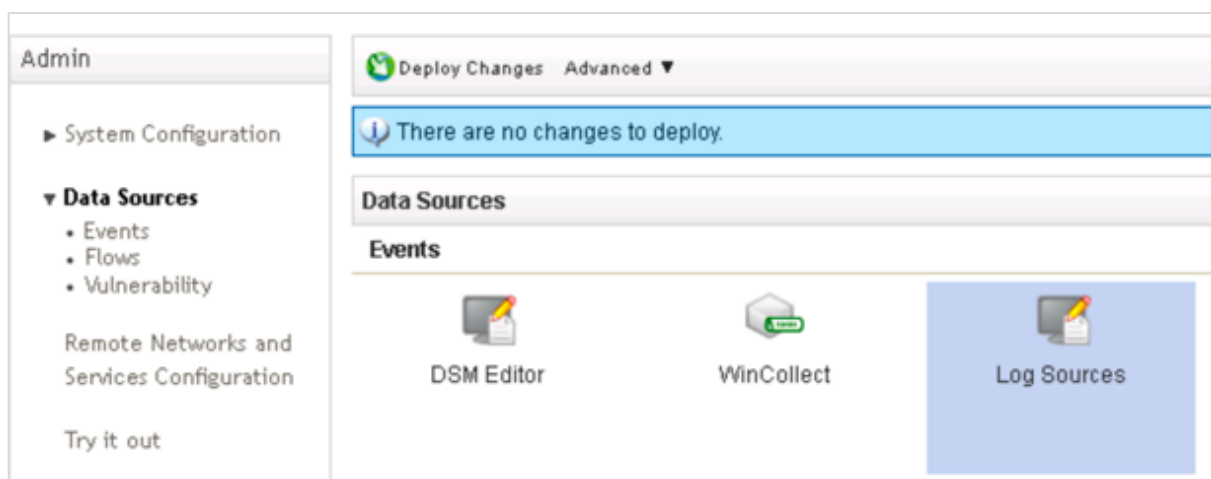 Admin
▶ System Configuration
▼ Data Sources
• Events
• Flows
• Vulnerability
Remote Networks and
Services Configuration
Try it out
Deploy Changes Advanced ▼
There are no changes to deploy.
Data Sources
Events
DSM Editor
WinCollect
Log Sources